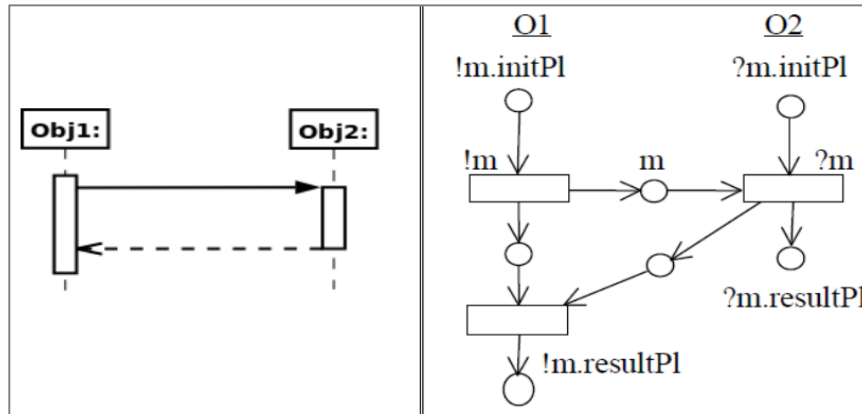 Obj1:
Obj2:
O1 O2
!m.initPl ?m.initPl
!m m ?m
?m.resultPl
!m.resultPl